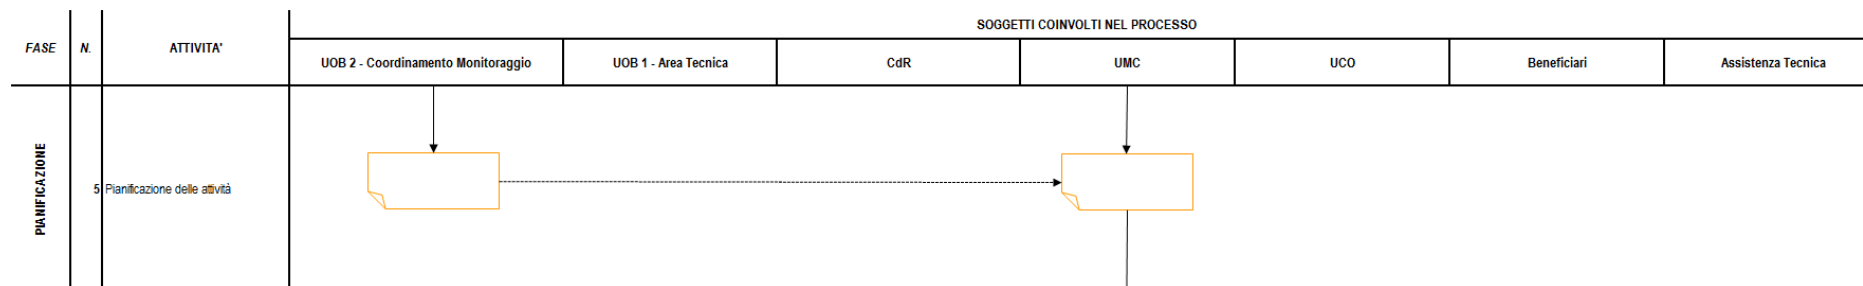 SOGGETTI COINVOLTI NEL PROCESSO
FASE N. ATTIVITA'
UOB 2 - Coordinamento Monitoraggio UOB 1 - Area Tecnica CdR UMC UCO Beneficiari Assistenza Tecnica
PIANIFICAZIONE
5 Pianificazione delle attività